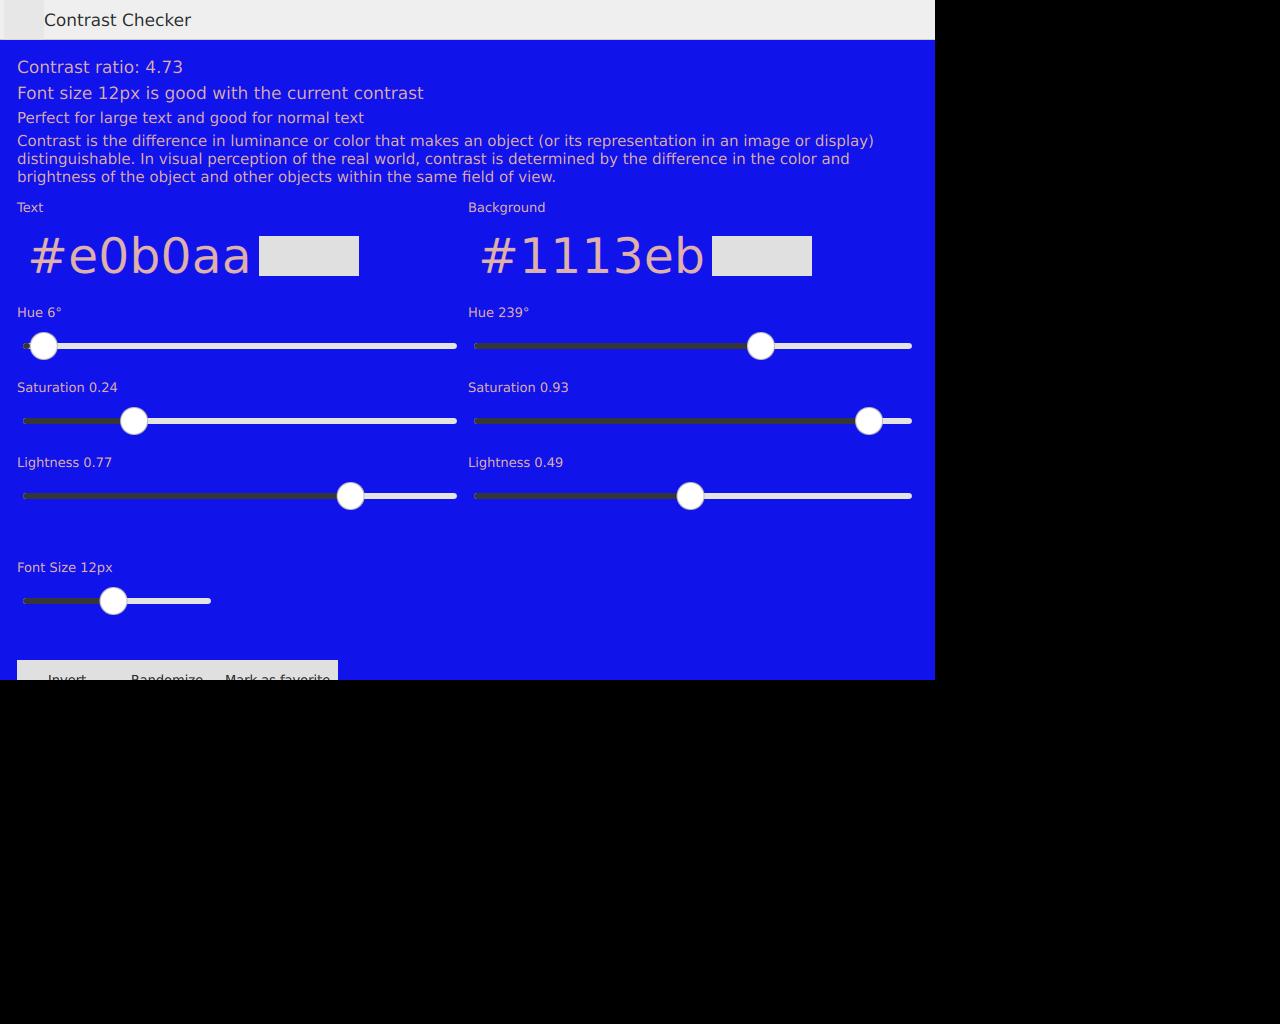 Contrast Checker
Contrast ratio: 4.73
Font size 12px is good with the current contrast
Perfect for large text and good for normal text
Contrast is the difference in luminance or color that makes an object (or its representation in an image or display)
distinguishable. In visual perception of the real world, contrast is determined by the difference in the color and
brightness of the object and other objects within the same field of view.
Text
Background
#e0b0aa
#1113eb
Hue 6°
Hue 239°
Saturation 0.24
Saturation 0.93
Lightness 0.77
Lightness 0.49
Font Size 12px
Invert
Randomize
Mark as favorite